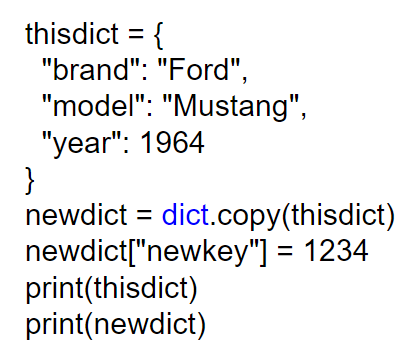 thisdict = {
  "brand": "Ford",
  "model": "Mustang",
  "year": 1964
}
newdict = dict.copy(thisdict)
newdict["newkey"] = 1234
print(thisdict)
print(newdict)